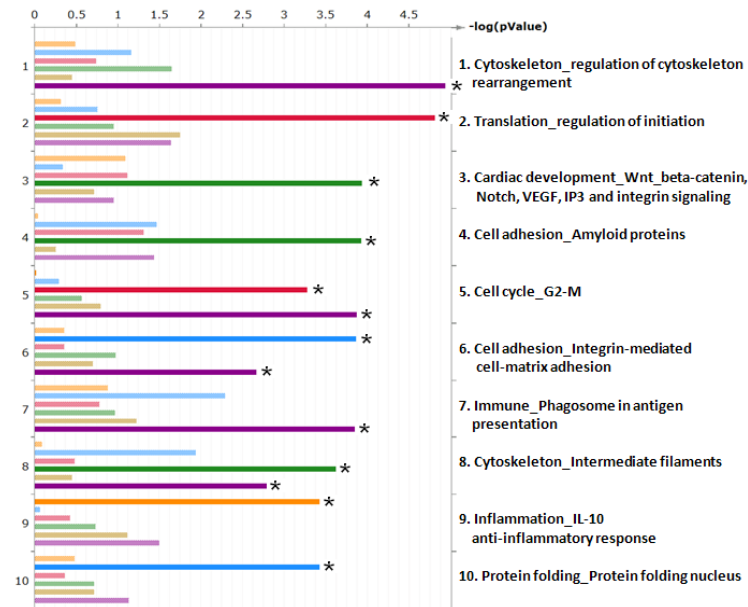 0 0.5 1 1.5 2 2.5 3 3.5 4 4.5 -log(pValue)
1 1. Cytoskeleton_regulation of cytoskeleton
rearrangement
*
2 * 2. Translation_regulation of initiation
3 * 3. Cardiac development_Wnt_beta-catenin,
Notch, VEGF, IP3 and integrin signaling
4 * 4. Cell adhesion_Amyloid proteins
5 * 5. Cell cycle_G2-M
*
6 * 6. Cell adhesion_Integrin-mediated
cell-matrix adhesion
*
7 7. Immune_Phagosome in antigen
presentation
*
8 * 8. Cytoskeleton_Intermediate filaments
*
*
9 9. Inflammation_IL-10
anti-inflammatory response
10 * 10. Protein folding_Protein folding nucleus